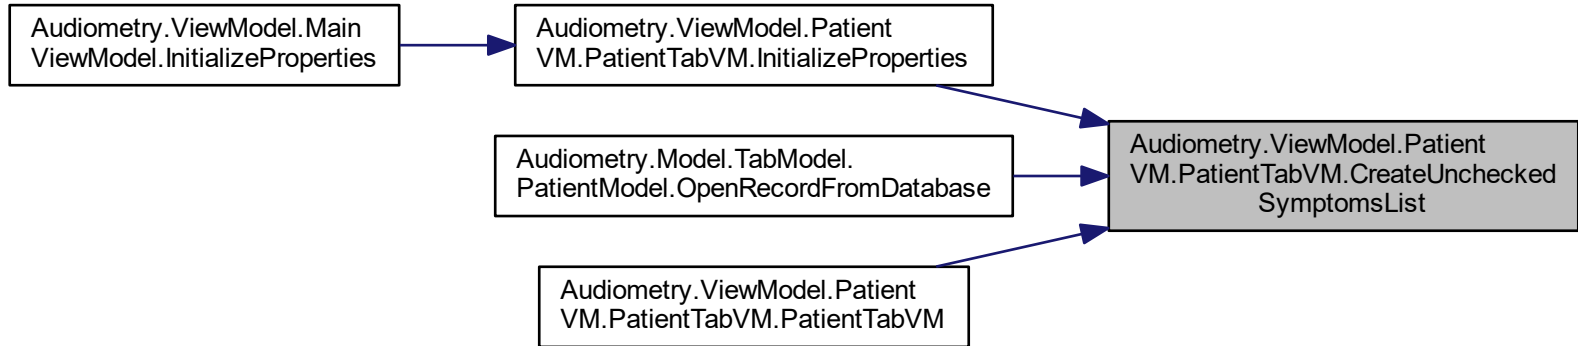 Audiometry.ViewModel.Main
ViewModel.InitializeProperties
Audiometry.ViewModel.Patient
VM.PatientTabVM.InitializeProperties
Audiometry.Model.TabModel.
PatientModel.OpenRecordFromDatabase
Audiometry.ViewModel.Patient
VM.PatientTabVM.PatientTabVM
Audiometry.ViewModel.Patient
VM.PatientTabVM.CreateUnchecked
SymptomsList